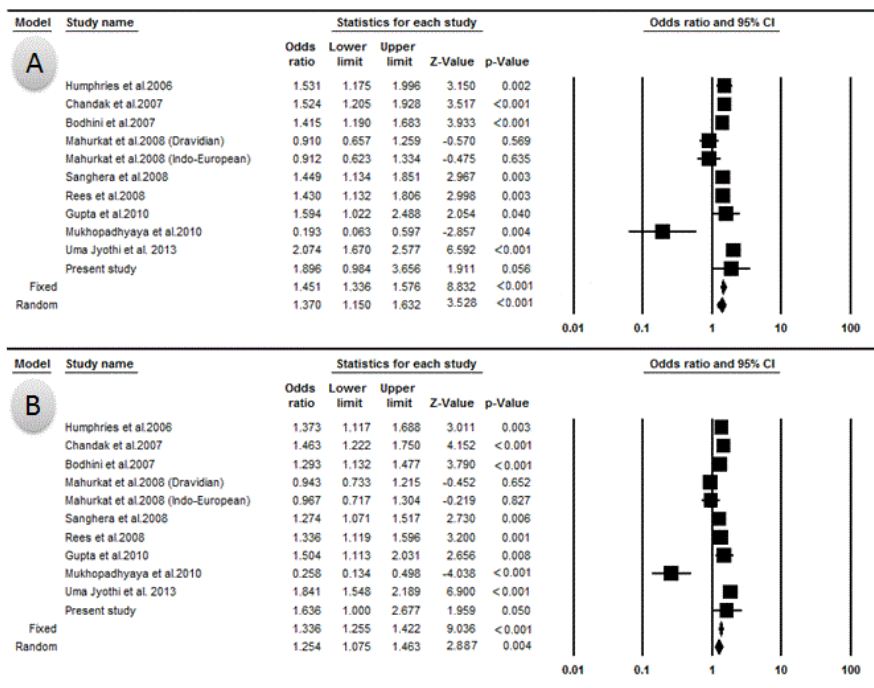 Model Study name Statistics for each study Odds ratio and 95% CI
Odds ratio Lower limit Upper limit Z-Value p-Value
A
Humphries et al.2006 1.531 1.175 1.996 3.150 0.002
Chandak et al.2007 1.524 1.205 1.928 3.517 <0.001
Bodhini et al.2007 1.415 1.190 1.683 3.933 <0.001
Mahurkat et al.2008 (Dravidian) 0.910 0.657 1.259 -0.570 0.569
Mahurkat et al.2008 (Indo-European) 0.912 0.623 1.334 -0.475 0.635
Sanghera et al.2008 1.449 1.134 1.851 2.967 0.003
Rees et al.2008 1.430 1.132 1.806 2.998 0.003
Gupta et al.2010 1.594 1.022 2.488 2.054 0.040
Mukhopadhyaya et al.2010 0.193 0.063 0.597 -2.857 0.004
Uma Jyothi et al. 2013 2.074 1.670 2.577 6.592 <0.001
Present study 1.896 0.984 3.656 1.911 0.056
Fixed 1.451 1.336 1.576 8.832 <0.001
Random 1.370 1.150 1.632 3.528 <0.001
0.01 0.1 1 10 100
Model Study name Statistics for each study Odds ratio and 95% CI
Odds ratio Lower limit Upper limit Z-Value p-Value
B
Humphries et al.2006 1.373 1.117 1.688 3.011 0.003
Chandak et al.2007 1.463 1.222 1.750 4.152 <0.001
Bodhini et al.2007 1.293 1.132 1.477 3.790 <0.001
Mahurkat et al.2008 (Dravidian) 0.943 0.733 1.215 -0.452 0.652
Mahurkat et al.2008 (Indo-European) 0.967 0.717 1.304 -0.219 0.827
Sanghera et al.2008 1.274 1.071 1.517 2.730 0.006
Rees et al.2008 1.336 1.119 1.596 3.200 0.001
Gupta et al.2010 1.504 1.113 2.031 2.656 0.008
Mukhopadhyaya et al.2010 0.258 0.134 0.498 -4.038 <0.001
Uma Jyothi et al. 2013 1.841 1.548 2.189 6.900 <0.001
Present study 1.636 1.000 2.677 1.959 0.050
Fixed 1.336 1.255 1.422 9.036 <0.001
Random 1.254 1.075 1.463 2.887 0.004
0.01 0.1 1 10 100